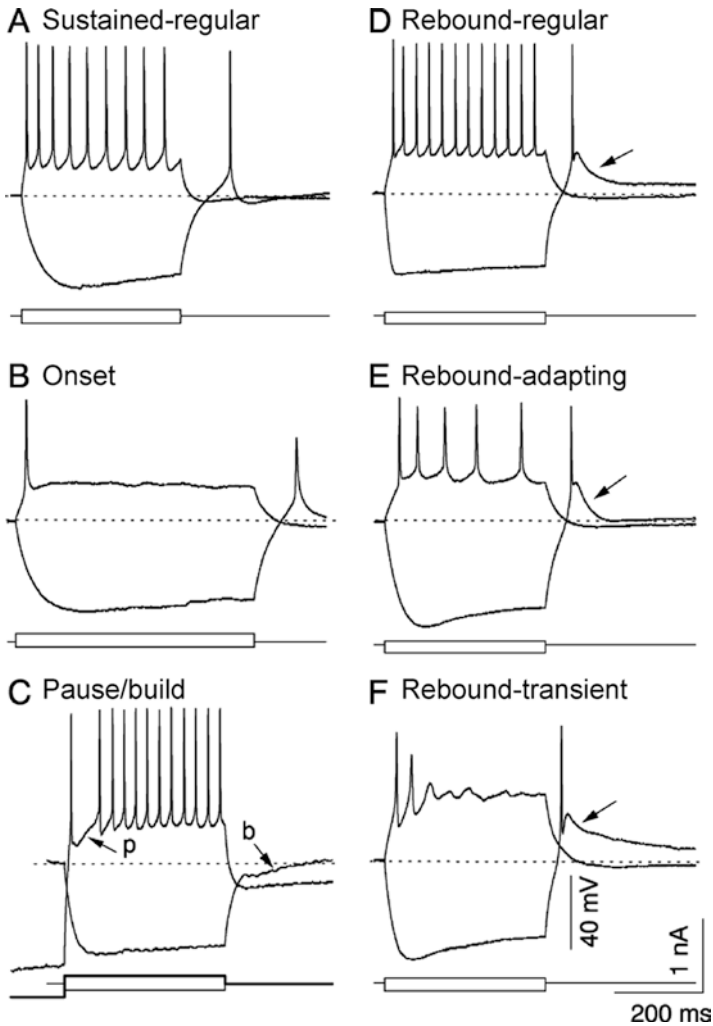 A Sustained-regular
D Rebound-regular
B Onset
E Rebound-adapting
C Pause/build
F Rebound-transient
p
b
40 mV
1 nA
200 ms